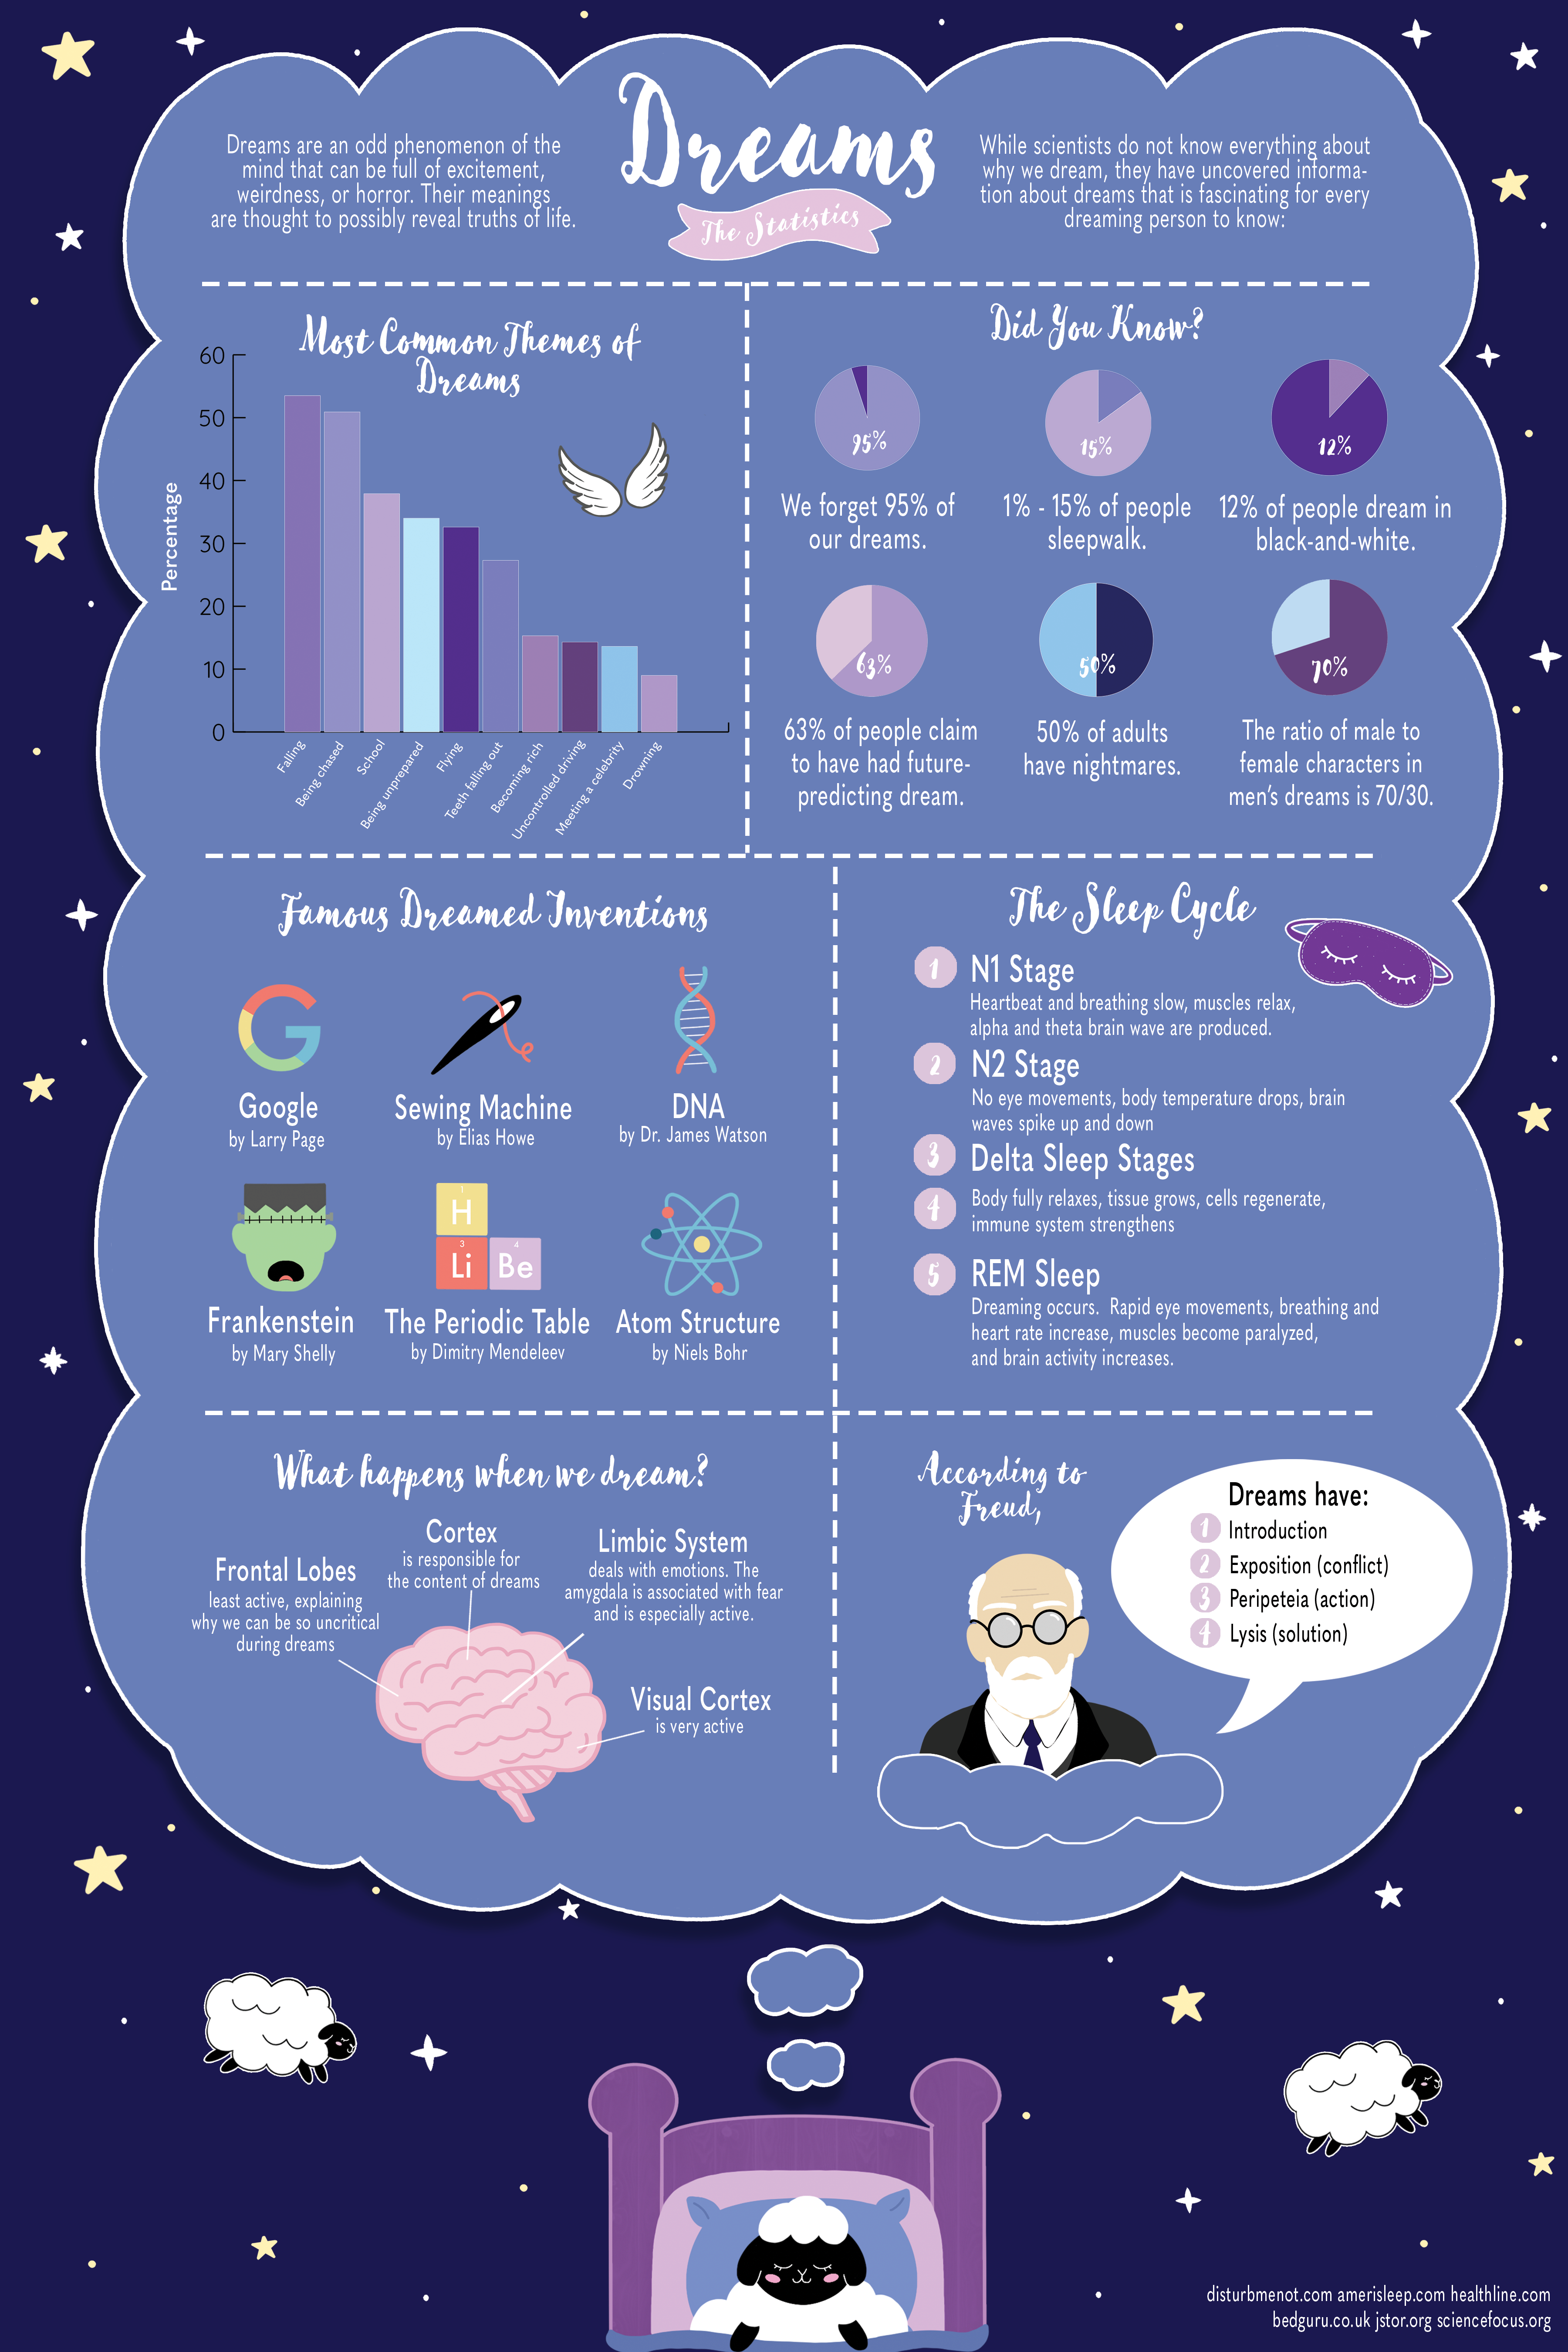 Dreams are an odd phenomenon of the
mind that can be full of excitement,
weirdness, or horror. Their meanings
are thought to possibly reveal truths of life.
Dreams
The Statistics
While scientists do not know everything about
why we dream, they have uncovered informa-
tion about dreams that is fascinating for every
dreaming person to know:
Most Common Themes of
Dreams
Percentage
60
50
40
30
20
10
0
Falling
Being chased
School
Being unprepared
Flying
Teeth falling out
Becoming rich
Uncontrolled driving
Meeting a celebrity
Drowning
Did You Know?
95%
We forget 95% of
our dreams.
15%
1% - 15% of people
sleepwalk.
12%
12% of people dream in
black-and-white.
63%
63% of people claim
to have had future-
predicting dream.
50%
50% of adults
have nightmares.
70%
The ratio of male to
female characters in
men's dreams is 70/30.
Famous Dreamed Inventions
Google
by Larry Page
Sewing Machine
by Elias Howe
DNA
by Dr. James Watson
Frankenstein
by Mary Shelly
1
H
3
Li
4
Be
The Periodic Table
by Dimitry Mendeleev
Atom Structure
by Niels Bohr
The Sleep Cycle
1 N1 Stage
Heartbeat and breathing slow, muscles relax,
alpha and theta brain wave are produced.
2 N2 Stage
No eye movements, body temperature drops, brain
waves spike up and down
3 Delta Sleep Stages
4 Body fully relaxes, tissue grows, cells regenerate,
immune system strengthens
5 REM Sleep
Dreaming occurs. Rapid eye movements, breathing and
heart rate increase, muscles become paralyzed,
and brain activity increases.
What happens when we dream?
Frontal Lobes
least active, explaining
why we can be so uncritical
during dreams
Cortex
is responsible for
the content of dreams
Limbic System
deals with emotions. The
amygdala is associated with fear
and is especially active.
Visual Cortex
is very active
According to
Freud,
Dreams have:
1 Introduction
2 Exposition (conflict)
3 Peripeteia (action)
4 Lysis (solution)
disturbmenot.com amerisleep.com healthline.com
bedguru.co.uk jstor.org sciencefocus.org